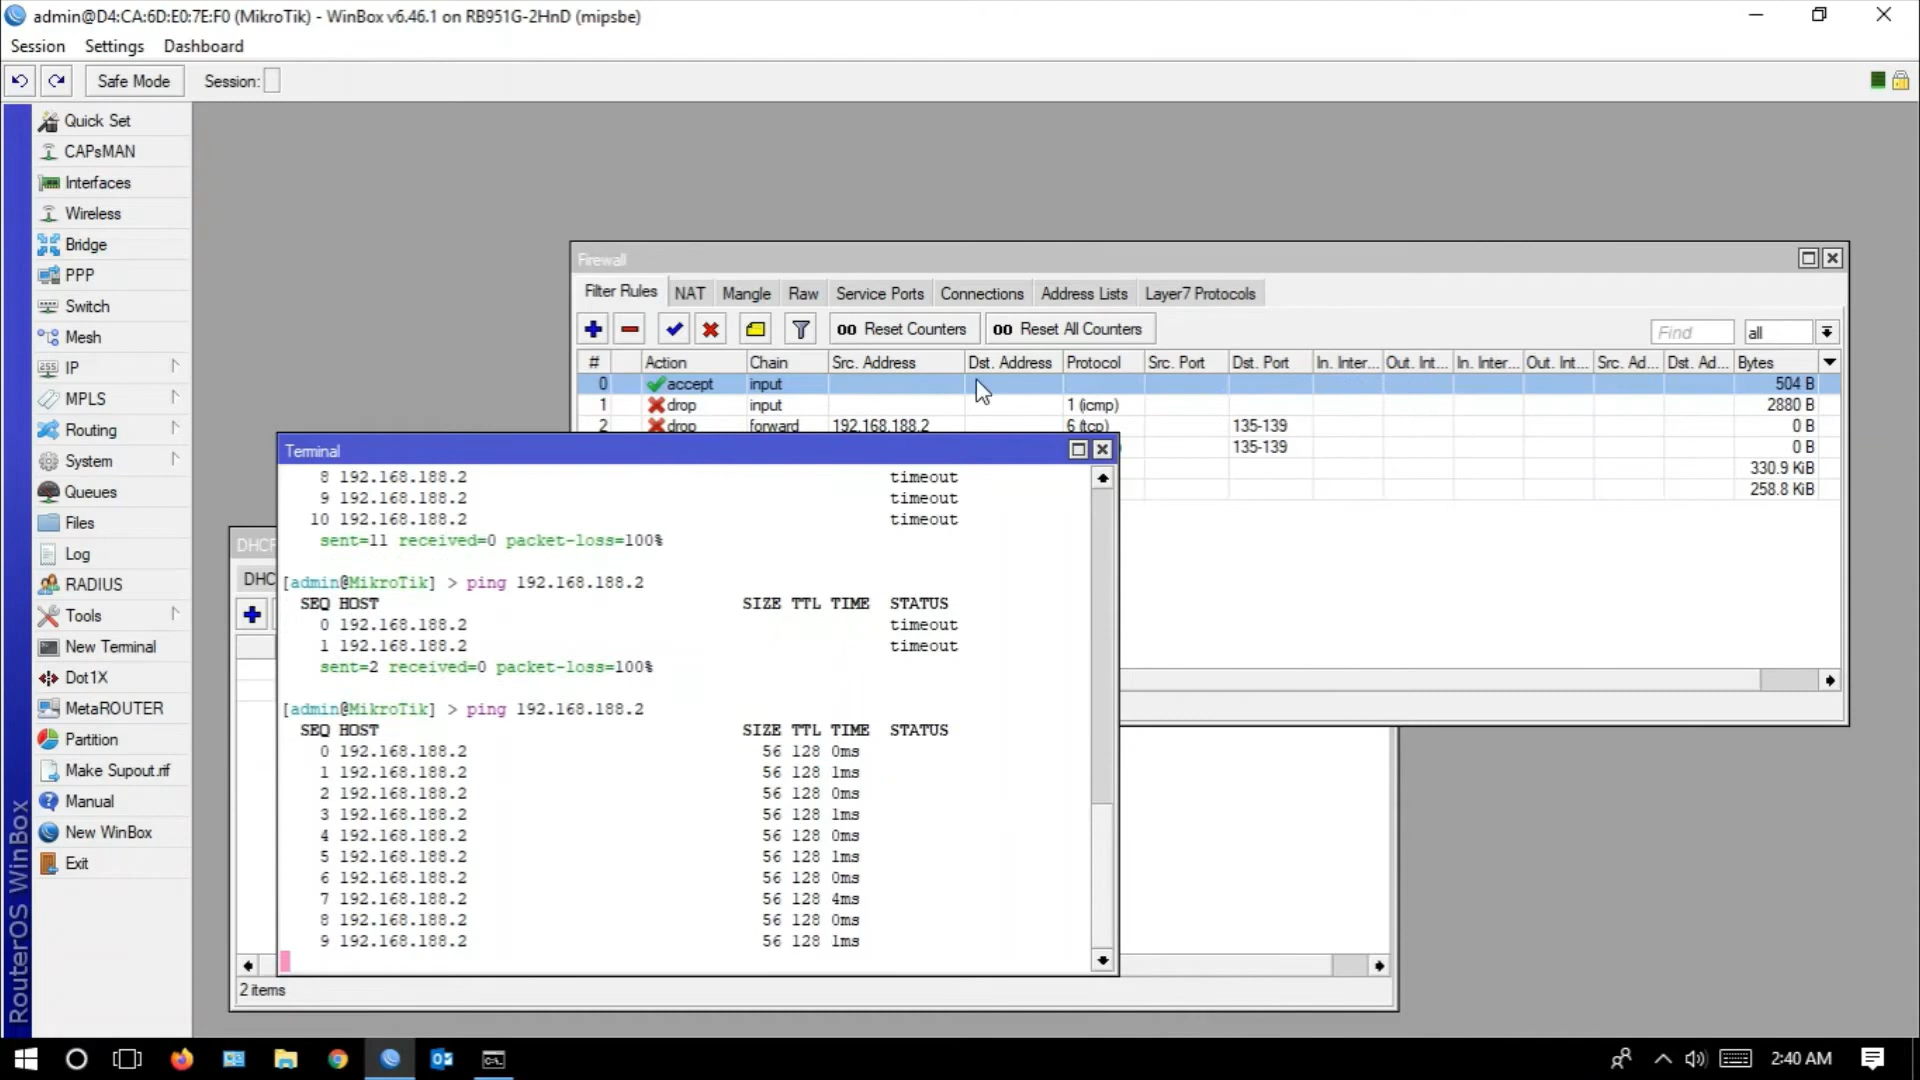 admin@D4:CA:6D:E0:7E:F0 (MikroTik) - WinBox v6.46.1 on RB951G-2HnD (mipsbe)
Session Settings Dashboard
Safe Mode Session:
Quick Set
CAPsMAN
Interfaces
Wireless
Bridge
PPP
Switch
Mesh
IP
MPLS
Routing
System
Queues
Files
Log
RADIUS
Tools
New Terminal
Dot1X
MetaROUTER
Partition
Make Supout.rif
Manual
New WinBox
Exit
RouterOS WinBox
Firewall
Filter Rules NAT Mangle Raw Service Ports Connections Address Lists Layer7 Protocols
00 Reset Counters 00 Reset All Counters Find all
# Action Chain Src. Address Dst. Address Protocol Src. Port Dst. Port In. Inter... Out. Int... In. Inter... Out. Int... Src. Ad... Dst. Ad... Bytes
0 accept input 504 B
1 drop input 1 (icmp) 2880 B
2 drop forward 192.168.188.2 6 (tcp) 135-139 0 B
135-139 0 B
330.9 KiB
258.8 KiB
Terminal
8 192.168.188.2 timeout
9 192.168.188.2 timeout
10 192.168.188.2 timeout
sent=11 received=0 packet-loss=100%
[admin@MikroTik] > ping 192.168.188.2
SEQ HOST SIZE TTL TIME STATUS
0 192.168.188.2 timeout
1 192.168.188.2 timeout
sent=2 received=0 packet-loss=100%
[admin@MikroTik] > ping 192.168.188.2
SEQ HOST SIZE TTL TIME STATUS
0 192.168.188.2 56 128 0ms
1 192.168.188.2 56 128 1ms
2 192.168.188.2 56 128 0ms
3 192.168.188.2 56 128 1ms
4 192.168.188.2 56 128 0ms
5 192.168.188.2 56 128 1ms
6 192.168.188.2 56 128 0ms
7 192.168.188.2 56 128 4ms
8 192.168.188.2 56 128 0ms
9 192.168.188.2 56 128 1ms
DHC
2 items
2:40 AM